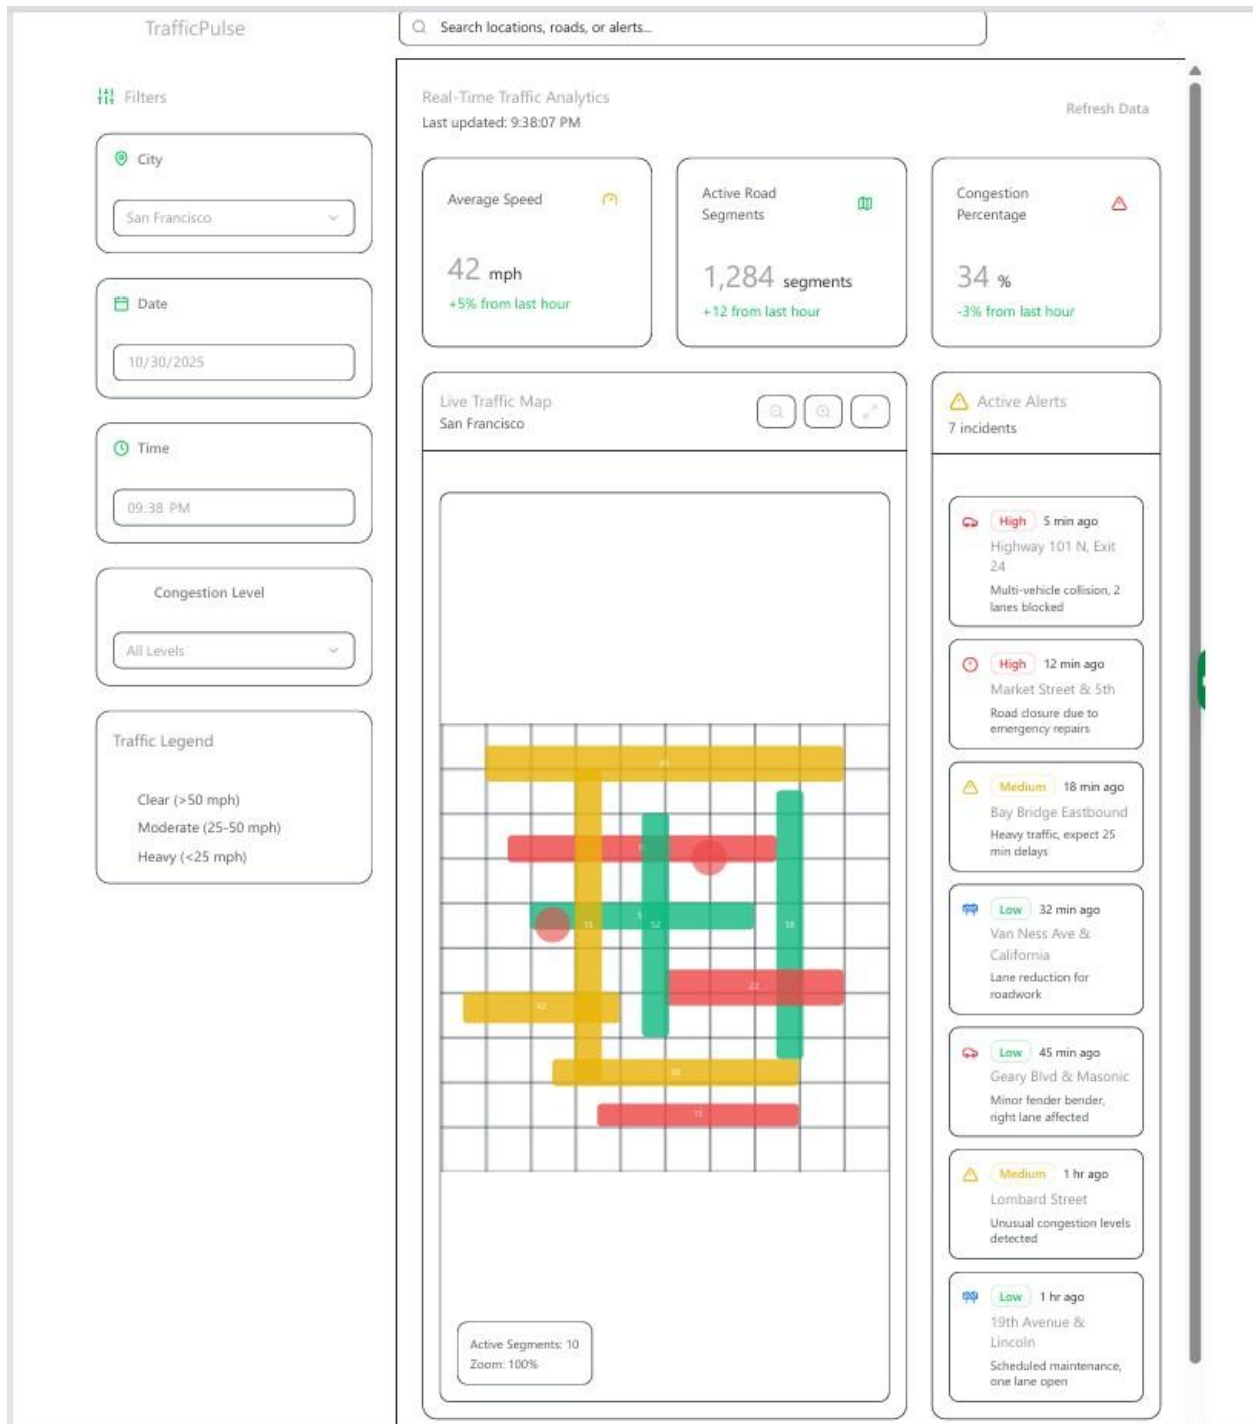 TrafficPulse
Search locations, roads, or alerts...
Filters
City
San Francisco
Date
10/30/2025
Time
09:38 PM
Congestion Level
All Levels
Traffic Legend
Clear (>50 mph)
Moderate (25-50 mph)
Heavy (<25 mph)
Real-Time Traffic Analytics
Last updated: 9:38:07 PM
Refresh Data
Average Speed
42 mph
+5% from last hour
Active Road
Segments
1,284 segments
+12 from last hour
Congestion
Percentage
34 %
-3% from last hour
Live Traffic Map
San Francisco
52
58
22
42
Active Segments: 10
Zoom: 100%
Active Alerts
7 incidents
High 5 min ago
Highway 101 N, Exit
24
Multi-vehicle collision, 2
lanes blocked
High 12 min ago
Market Street & 5th
Road closure due to
emergency repairs
Medium 18 min ago
Bay Bridge Eastbound
Heavy traffic, expect 25
min delays
Low 32 min ago
Van Ness Ave &
California
Lane reduction for
roadwork
Low 45 min ago
Geary Blvd & Masonic
Minor fender bender,
right lane affected
Medium 1 hr ago
Lombard Street
Unusual congestion levels
detected
Low 1 hr ago
19th Avenue &
Lincoln
Scheduled maintenance,
one lane open